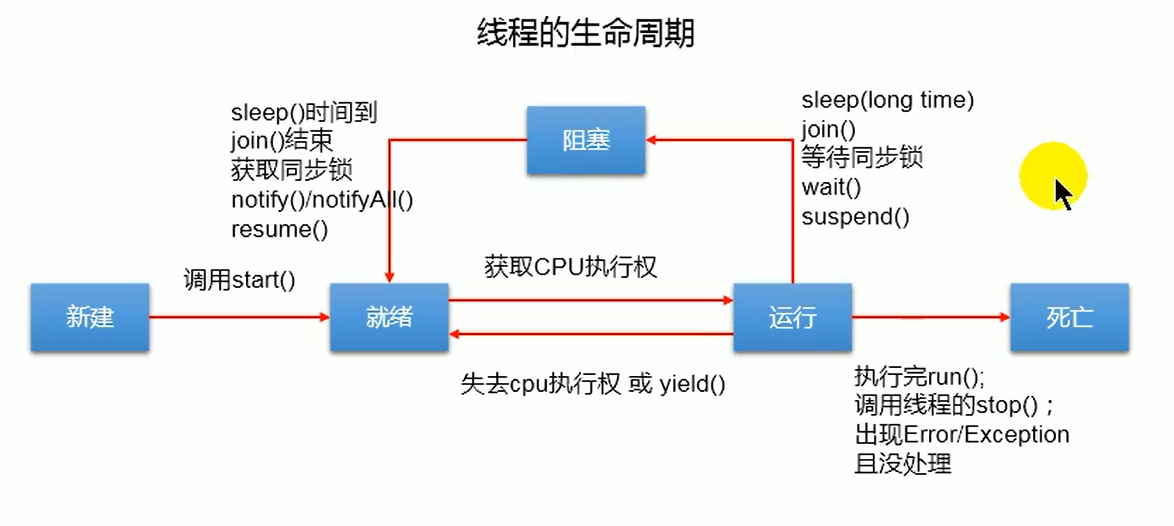 线程的生命周期
sleep()时间到
join()结束
获取同步锁
notify()/notifyAll()
resume()
阻塞
sleep(long time)
join()
等待同步锁
wait()
suspend()
调用start()
获取CPU执行权
新建
就绪
运行
死亡
失去cpu执行权 或 yield()
执行完run();
调用线程的stop()；
出现Error/Exception
且没处理